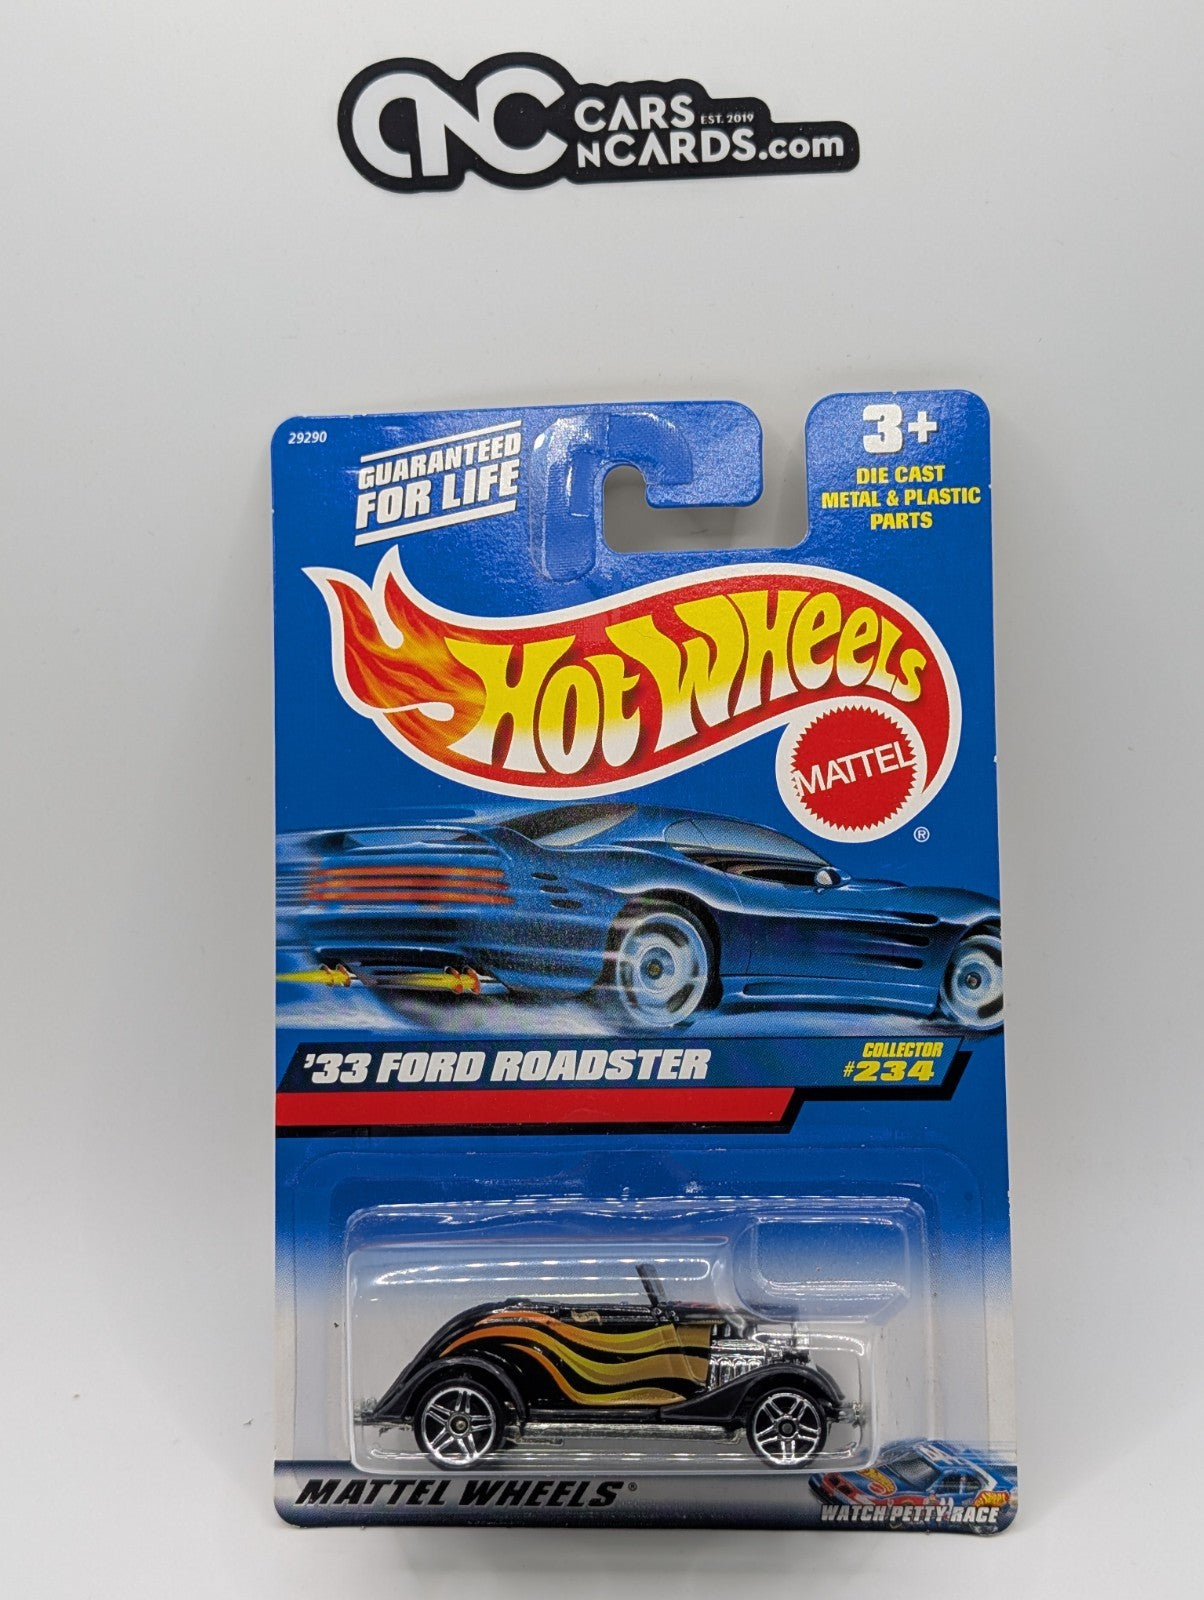 CNC CARS EST. 2019
nCARDS.com
29290
GUARANTEED
FOR LIFE
3+
DIE CAST
METAL & PLASTIC
PARTS
HOT WHEELS
MATTEL
®
'33 FORD ROADSTER
COLLECTOR
#234
MATTEL WHEELS®
WATCH PETTY RACE